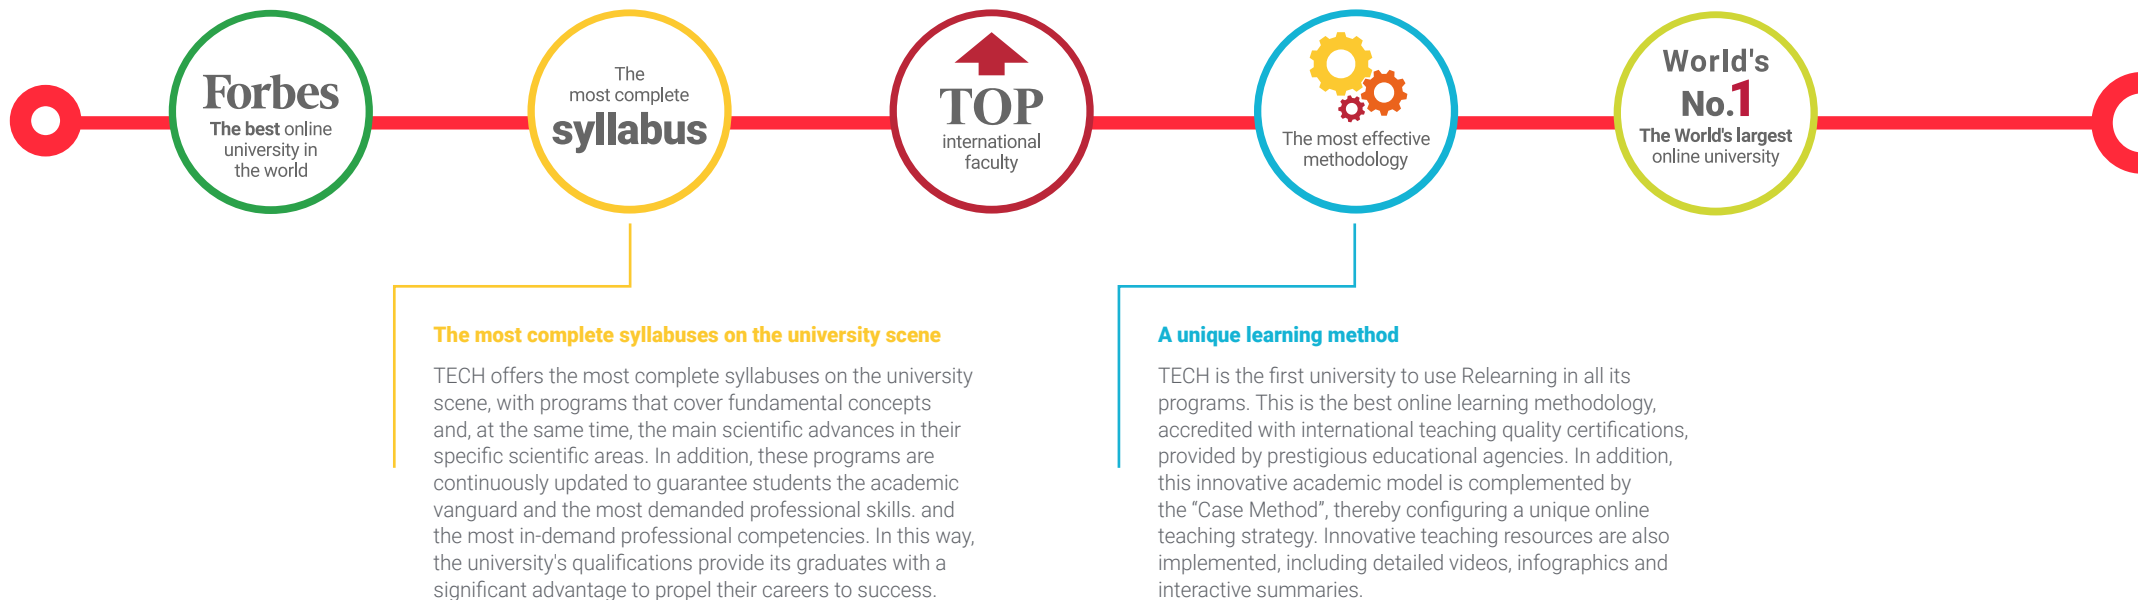 Forbes
The best online
university in
the world
The
most complete
syllabus
TOP
international
faculty
The most effective
methodology
World's
No.1
The World's largest
online university
The most complete syllabuses on the university scene
TECH offers the most complete syllabuses on the university
scene, with programs that cover fundamental concepts
and, at the same time, the main scientific advances in their
specific scientific areas. In addition, these programs are
continuously updated to guarantee students the academic
vanguard and the most demanded professional skills. and
the most in-demand professional competencies. In this way,
the university's qualifications provide its graduates with a
significant advantage to propel their careers to success.
A unique learning method
TECH is the first university to use Relearning in all its
programs. This is the best online learning methodology,
accredited with international teaching quality certifications,
provided by prestigious educational agencies. In addition,
this innovative academic model is complemented by
the “Case Method”, thereby configuring a unique online
teaching strategy. Innovative teaching resources are also
implemented, including detailed videos, infographics and
interactive summaries.